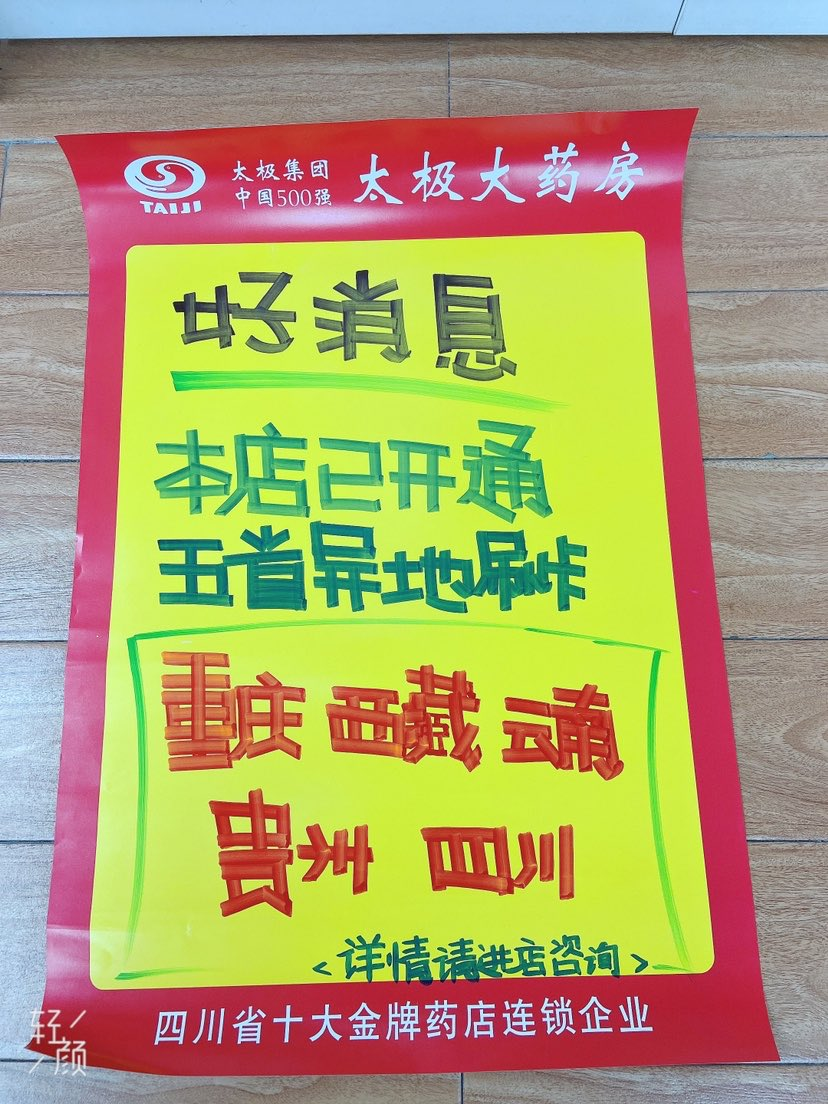 TAIJI
太极集团
中国500强
太极大药房
好消息
本店已开通
五省异地刷卡
重庆 西藏 云南
贵州 四川
<详情请进店咨询>
四川省十大金牌药店连锁企业
轻颜